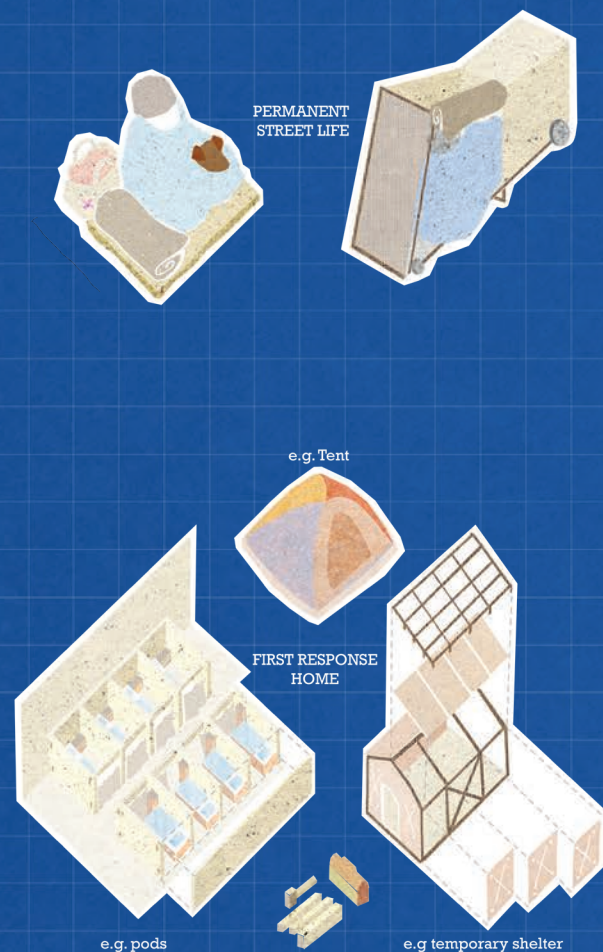 PERMANENT
STREET LIFE
e.g. Tent
FIRST RESPONSE
HOME
e.g. pods
e.g temporary shelter